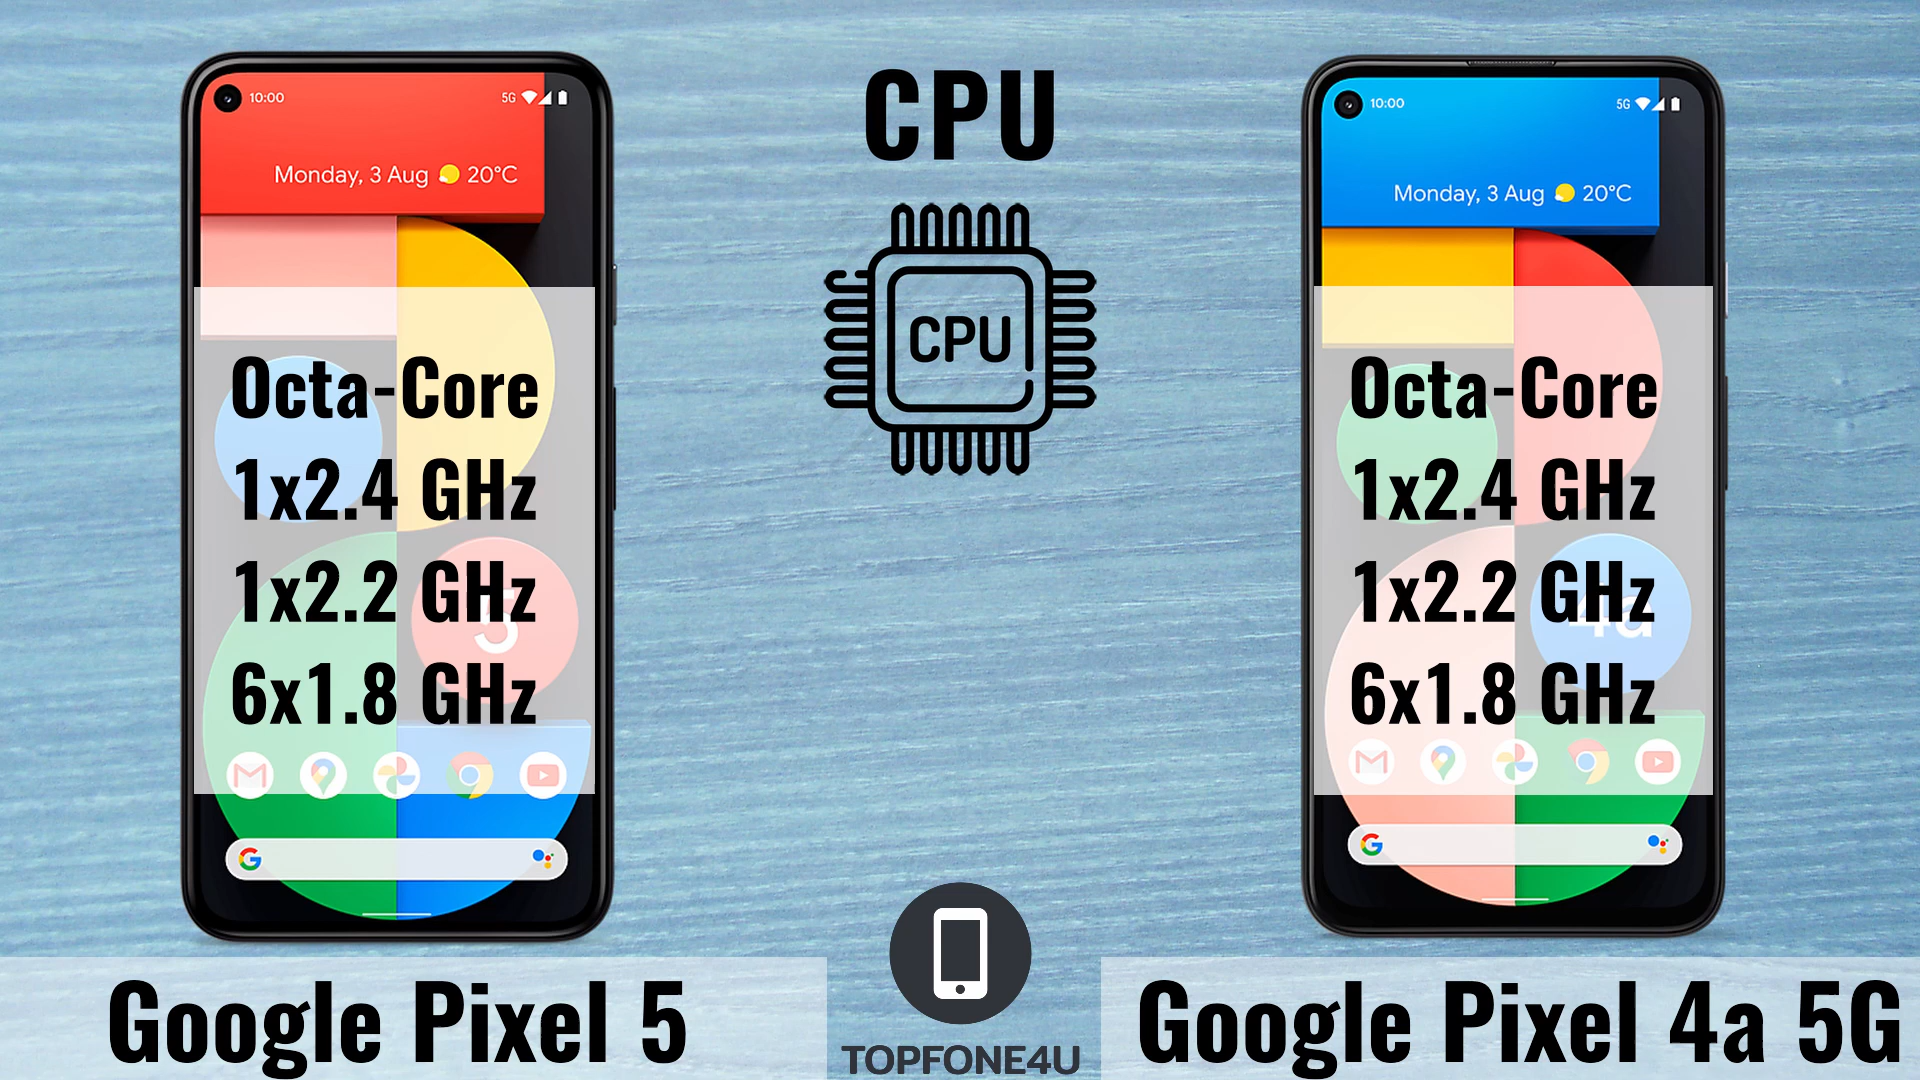 CPU
10:00 5G
Monday, 3 Aug 20°C
CPU
Octa-Core
1x2.4 GHz
1x2.2 GHz
6x1.8 GHz
5
Google Pixel 5
10:00 5G
Monday, 3 Aug 20°C
Octa-Core
1x2.4 GHz
1x2.2 GHz
6x1.8 GHz
4a
Google Pixel 4a 5G
TOPFONE4U